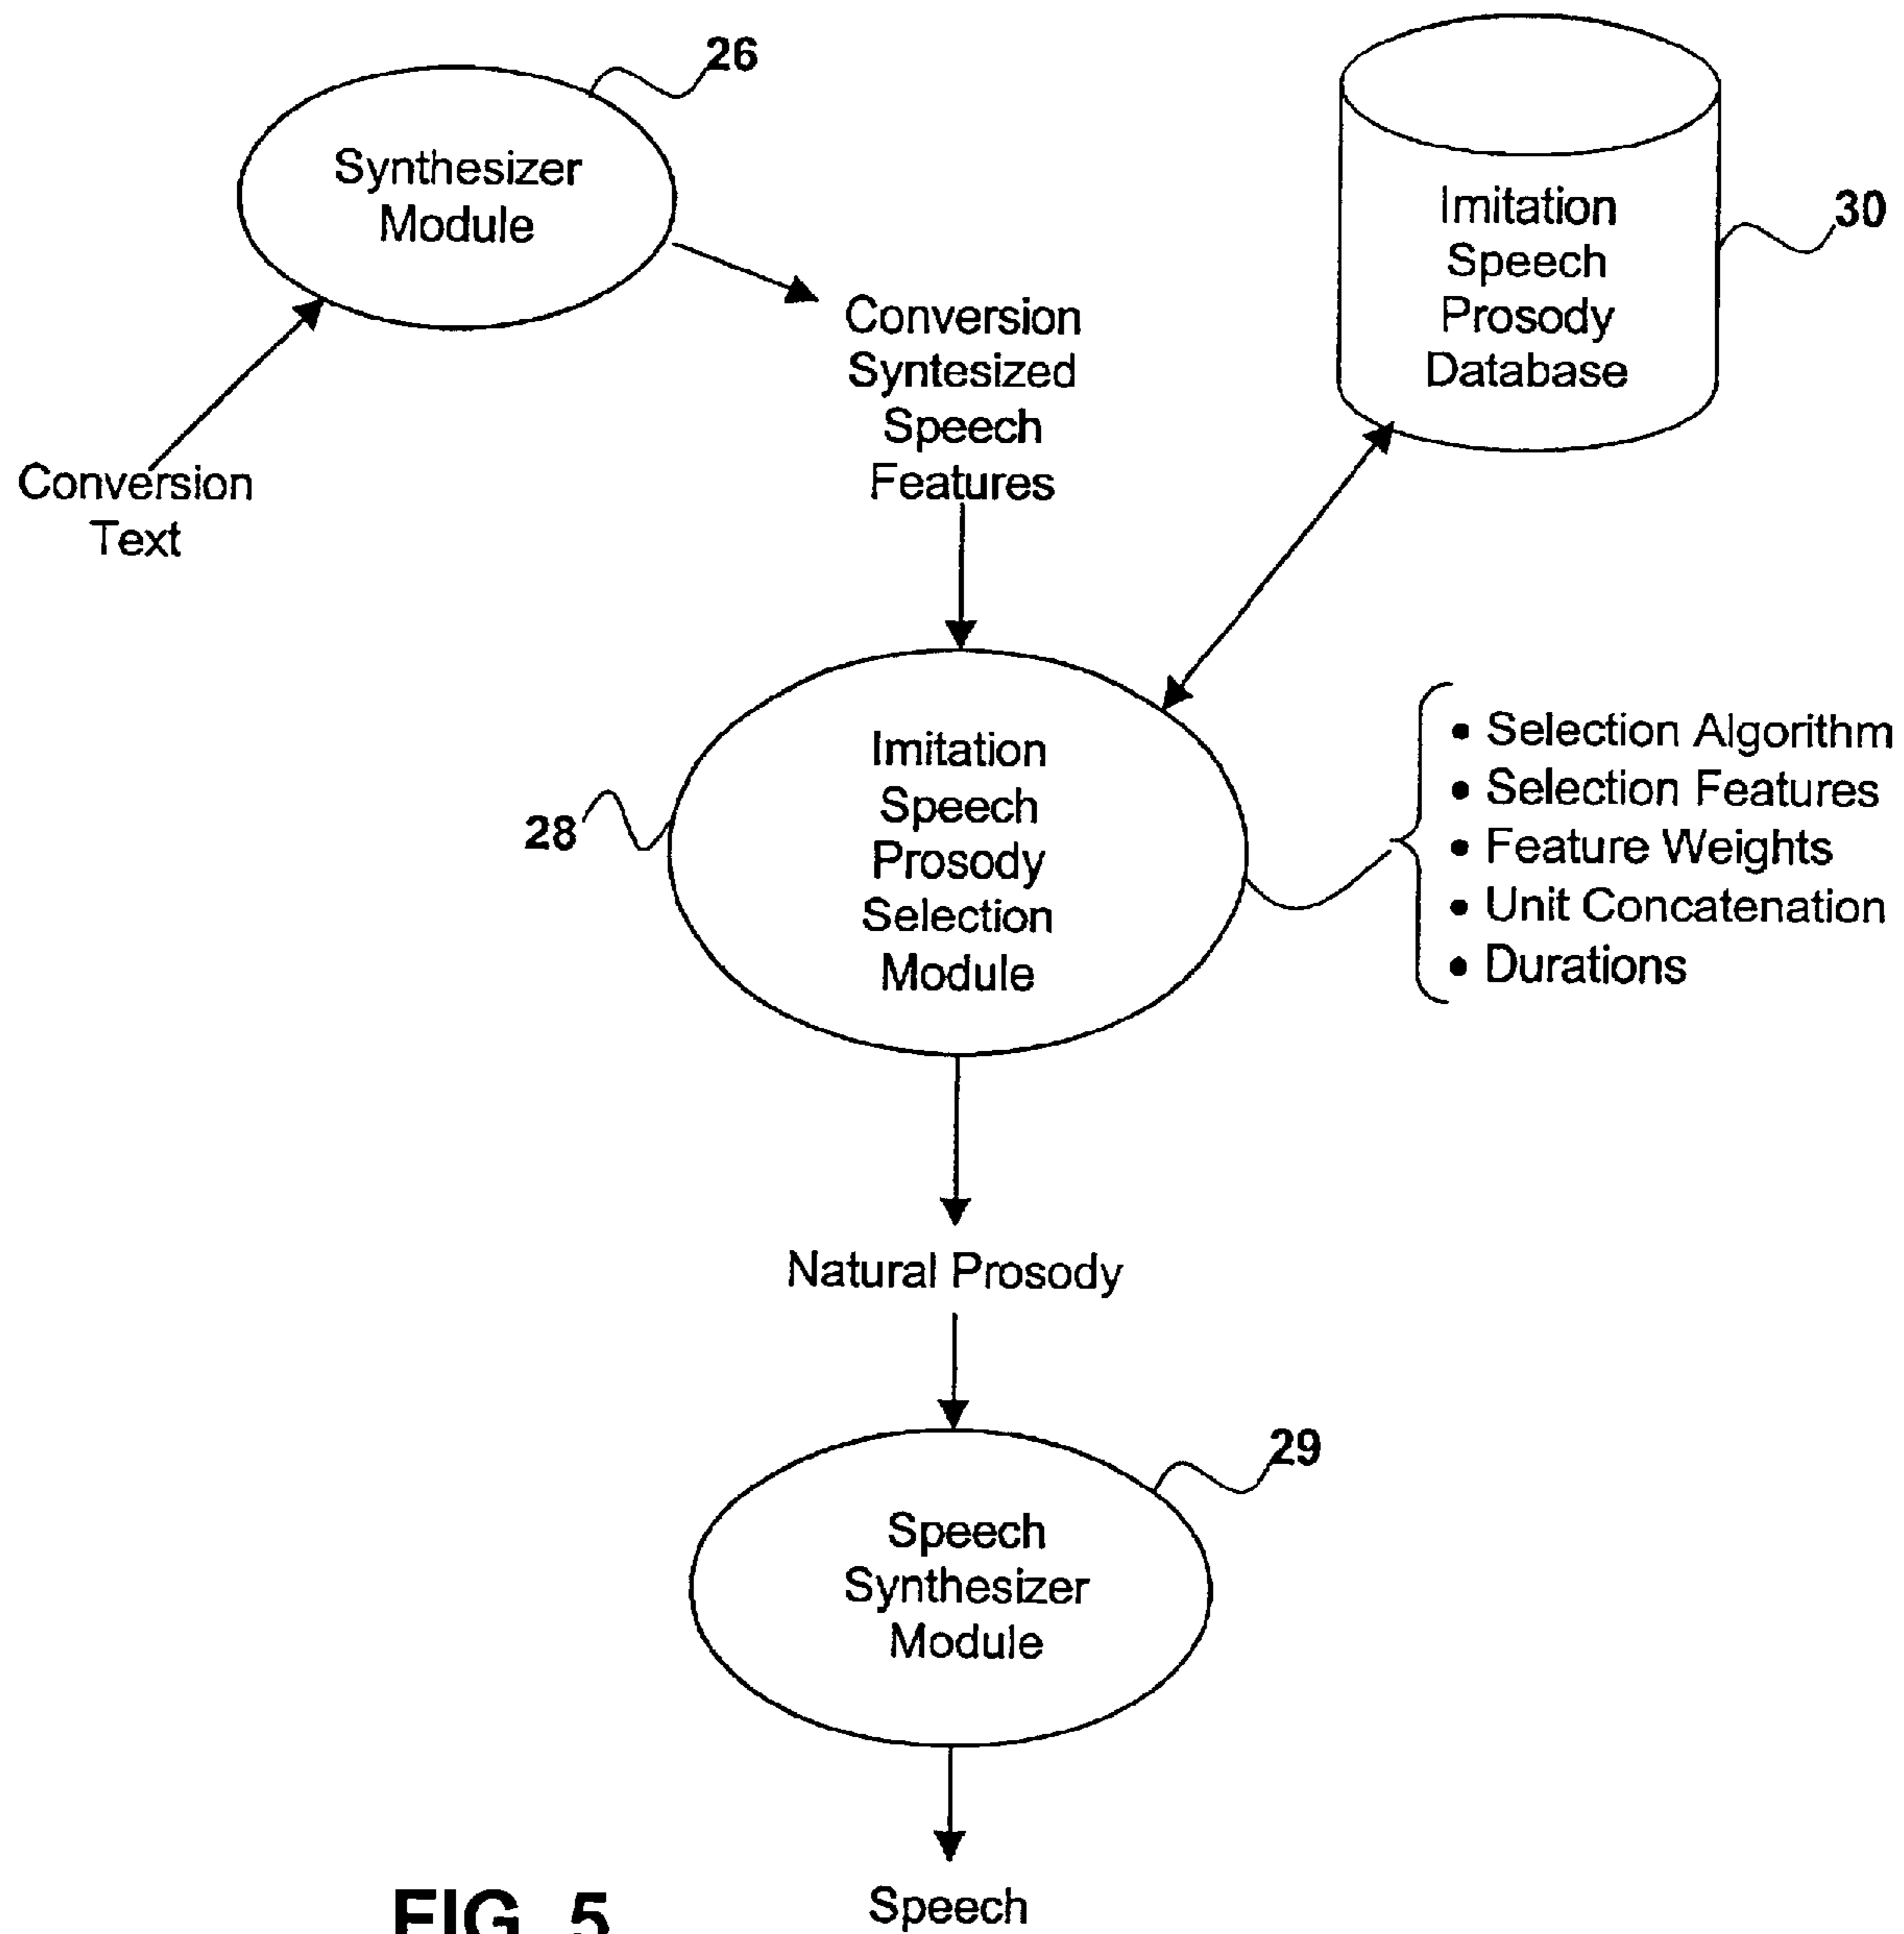 26
Synthesizer
Module
Imitation
Speech
Prosody
Database
30
Conversion
Syntesized
Speech
Features
Conversion
Text
Imitation
Speech
Prosody
Selection
Module
28
• Selection Algorithm
• Selection Features
• Feature Weights
• Unit Concatenation
• Durations
Natural Prosody
29
Speech
Synthesizer
Module
Speech
FIG. 5